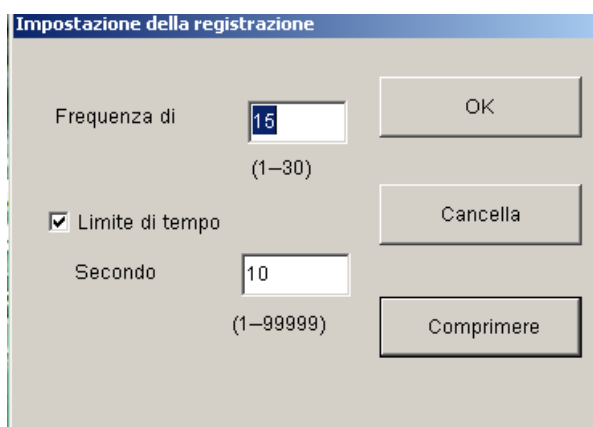 Impostazione della registrazione
Frequenza di
15
OK
(1–30)
Limite di tempo
Cancella
Secondo
10
(1–99999)
Comprimere